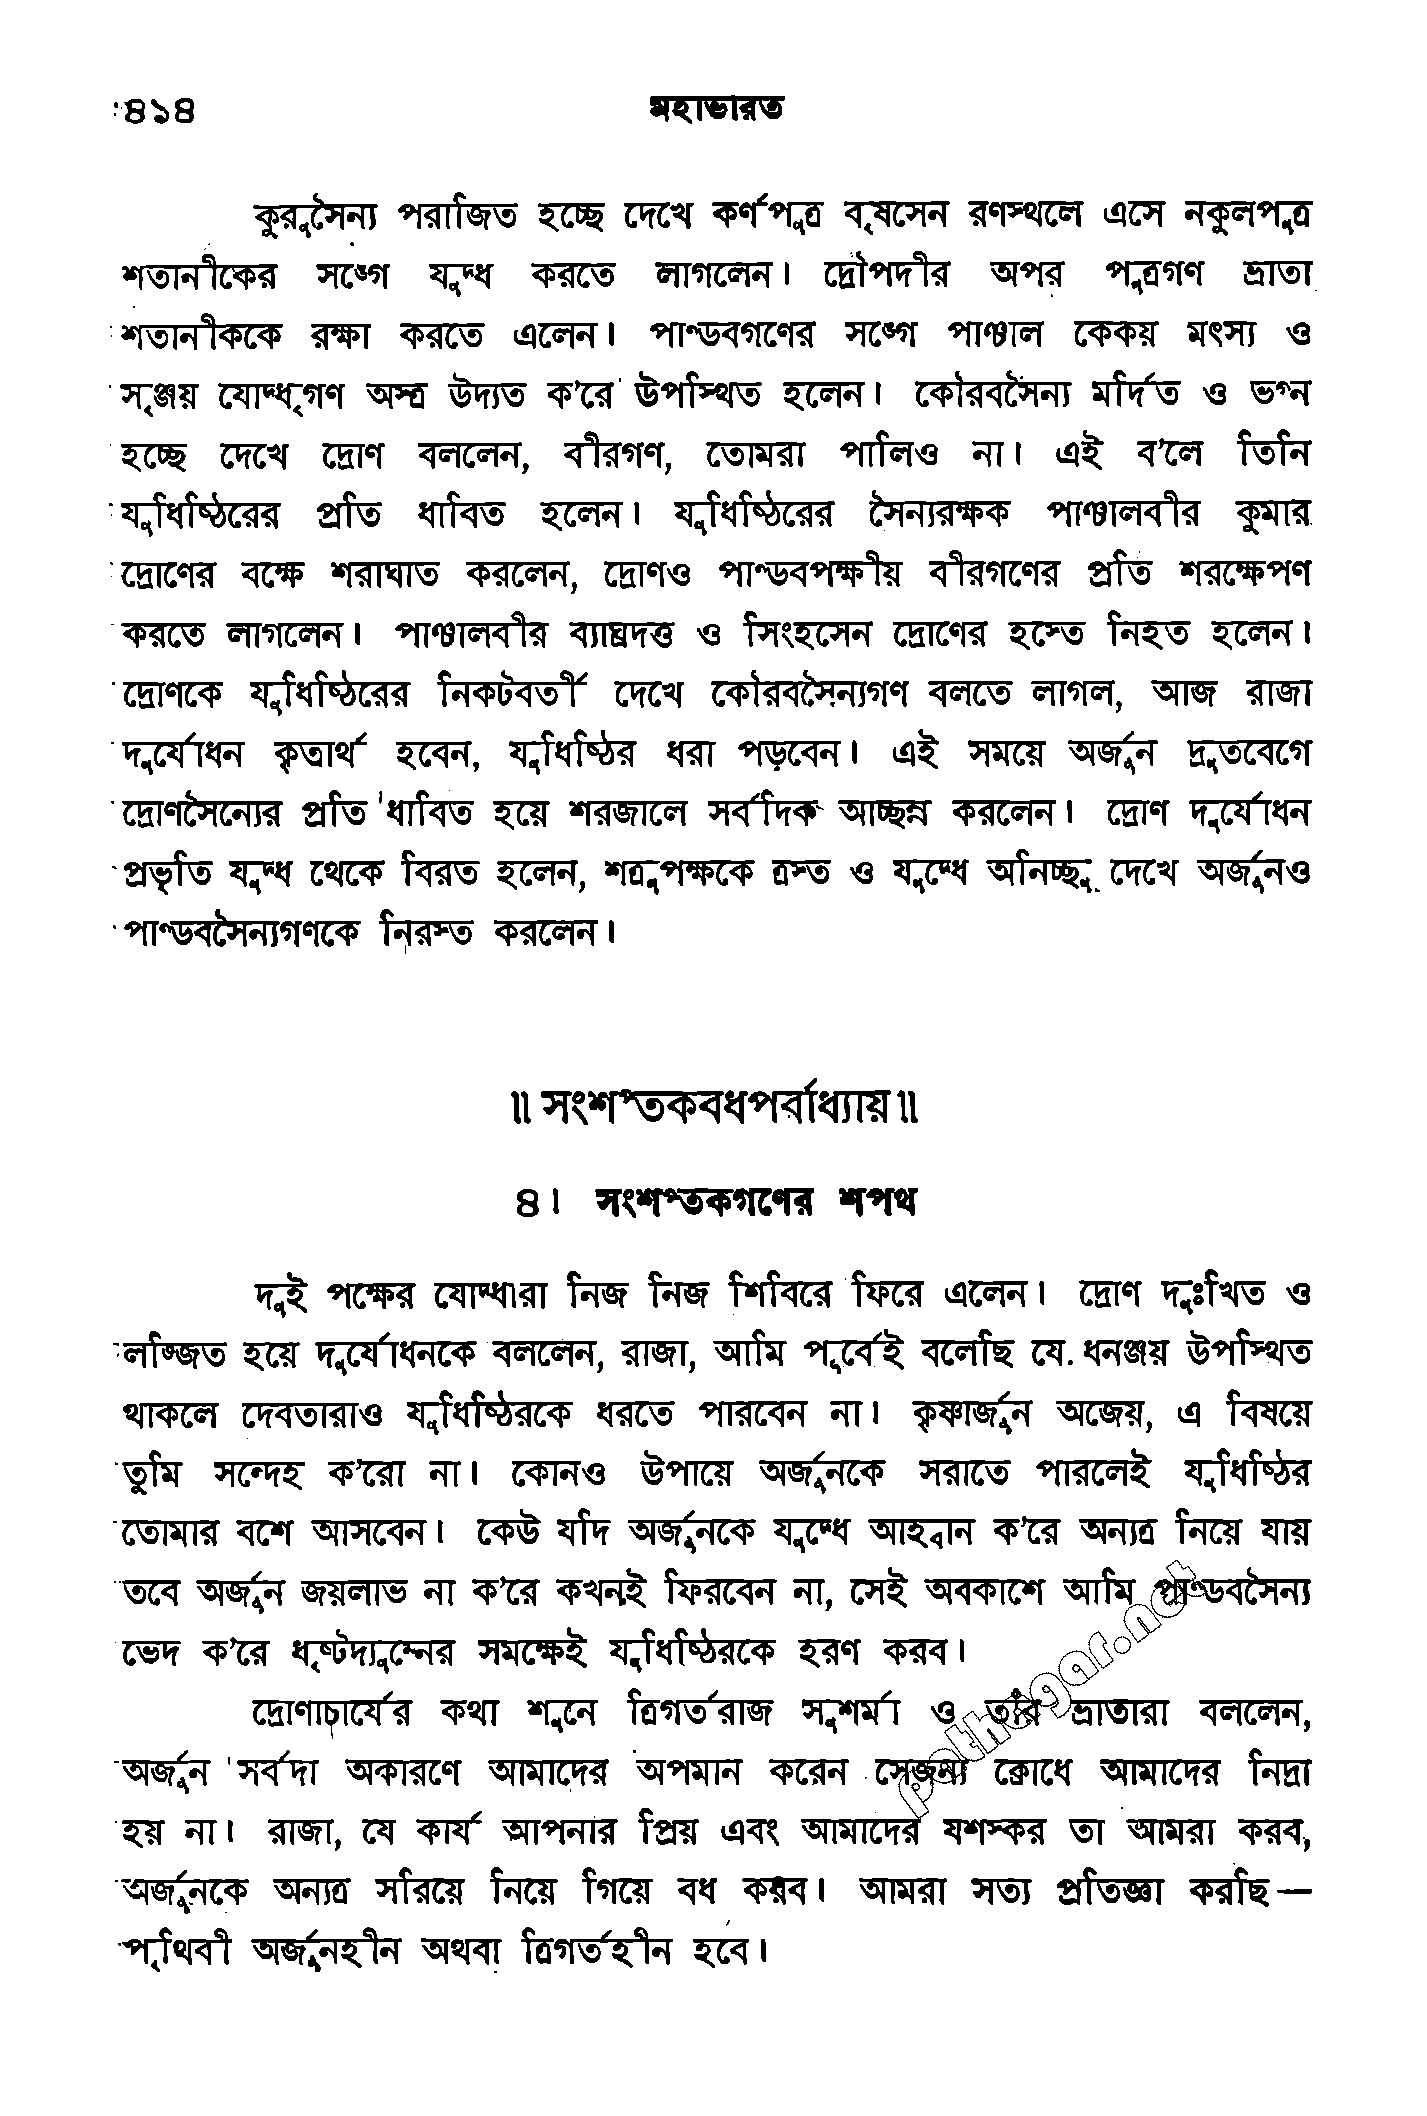 ৪১৪ মহাভারত
কুরুসৈন্য পরাজিত হচ্ছে দেখে কর্ণপুত্র বৃষসেন রণস্থলে এসে নকুলপুত্র
শতানীকের সঙ্গে যুদ্ধ করতে লাগলেন। দ্রৌপদীর অপর পুত্রগণ ভ্রাতা
শতানীককে রক্ষা করতে এলেন। পাণ্ডবগণের সঙ্গে পাঞ্চাল কেকয় মৎস্য ও
সৃঞ্জয় যোদ্ধৃগণ অস্ত্র উদ্যত ক'রে উপস্থিত হলেন। কৌরবসৈন্য মর্দিত ও ভগ্ন
হচ্ছে দেখে দ্রোণ বললেন, বীরগণ, তোমরা পালিও না। এই ব'লে তিনি
যুধিষ্ঠিরের প্রতি ধাবিত হলেন। যুধিষ্ঠিরের সৈন্যরক্ষক পাঞ্চালবীর কুমার
দ্রোণের বক্ষে শরাঘাত করলেন, দ্রোণও পাণ্ডবপক্ষীয় বীরগণের প্রতি শরক্ষেপণ
করতে লাগলেন। পাঞ্চালবীর ব্যাঘ্রদত্ত ও সিংহসেন দ্রোণের হস্তে নিহত হলেন।
দ্রোণকে যুধিষ্ঠিরের নিকটবর্তী দেখে কৌরবসৈন্যগণ বলতে লাগল, আজ রাজা
দুর্যোধন কৃতার্থ হবেন, যুধিষ্ঠির ধরা পড়বেন। এই সময়ে অর্জুন দ্রুতবেগে
দ্রোণসৈন্যের প্রতি ধাবিত হয়ে শরজালে সর্বদিক আচ্ছন্ন করলেন। দ্রোণ দুর্যোধন
প্রভৃতি যুদ্ধ থেকে বিরত হলেন, শত্রুপক্ষকে ত্রস্ত ও যুদ্ধে অনিচ্ছু দেখে অর্জুনও
পাণ্ডবসৈন্যগণকে নিরস্ত করলেন।
॥ সংশপ্তকবধপর্বাধ্যায় ॥
৪। সংশপ্তকগণের শপথ
দুই পক্ষের যোদ্ধারা নিজ নিজ শিবিরে ফিরে এলেন। দ্রোণ দুঃখিত ও
লজ্জিত হয়ে দুর্যোধনকে বললেন, রাজা, আমি পূর্বেই বলেছি যে ধনঞ্জয় উপস্থিত
থাকলে দেবতারাও যুধিষ্ঠিরকে ধরতে পারবেন না। কৃষ্ণার্জুন অজেয়, এ বিষয়ে
তুমি সন্দেহ ক'রো না। কোনও উপায়ে অর্জুনকে সরাতে পারলেই যুধিষ্ঠির
তোমার বশে আসবেন। কেউ যদি অর্জুনকে যুদ্ধে আহ্বান ক'রে অন্যত্র নিয়ে যায়
তবে অর্জুন জয়লাভ না ক'রে কখনই ফিরবেন না, সেই অবকাশে আমি পাণ্ডবসৈন্য
ভেদ ক'রে ধৃষ্টদ্যুম্নের সমক্ষেই যুধিষ্ঠিরকে হরণ করব।
দ্রোণাচার্যের কথা শুনে ত্রিগর্তরাজ সুশর্মা ও তাঁর ভ্রাতারা বললেন,
অর্জুন সর্বদা অকারণে আমাদের অপমান করেন সেজন্য ক্রোধে আমাদের নিদ্রা
হয় না। রাজা, যে কার্য আপনার প্রিয় এবং আমাদের যশস্কর তা আমরা করব,
অর্জুনকে অন্যত্র সরিয়ে নিয়ে গিয়ে বধ করব। আমরা সত্য প্রতিজ্ঞা করছি—
পৃথিবী অর্জুনহীন অথবা ত্রিগর্তহীন হবে।
pathagar.net